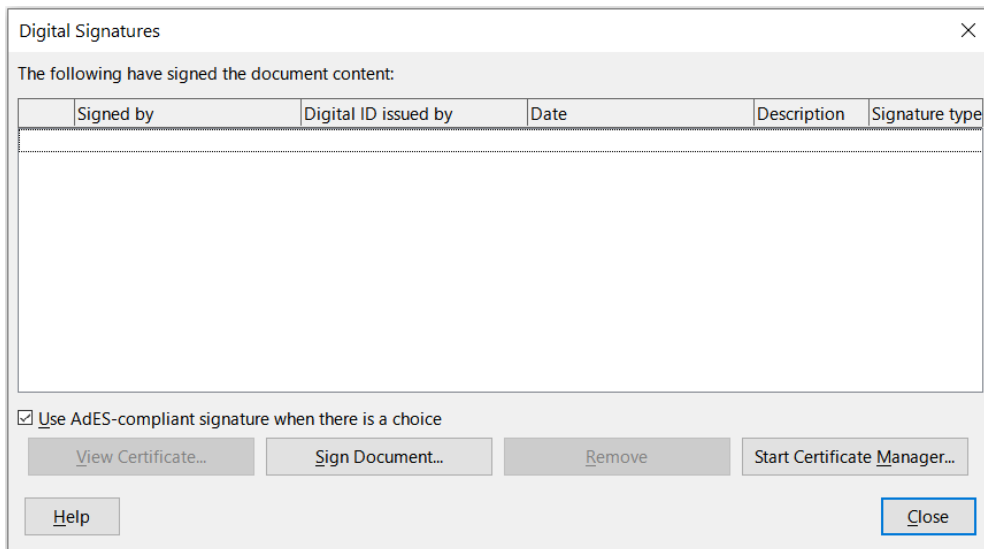 Digital Signatures
The following have signed the document content:
Signed by Digital ID issued by Date Description Signature type
Use AdES-compliant signature when there is a choice
View Certificate... Sign Document... Remove Start Certificate Manager...
Help Close